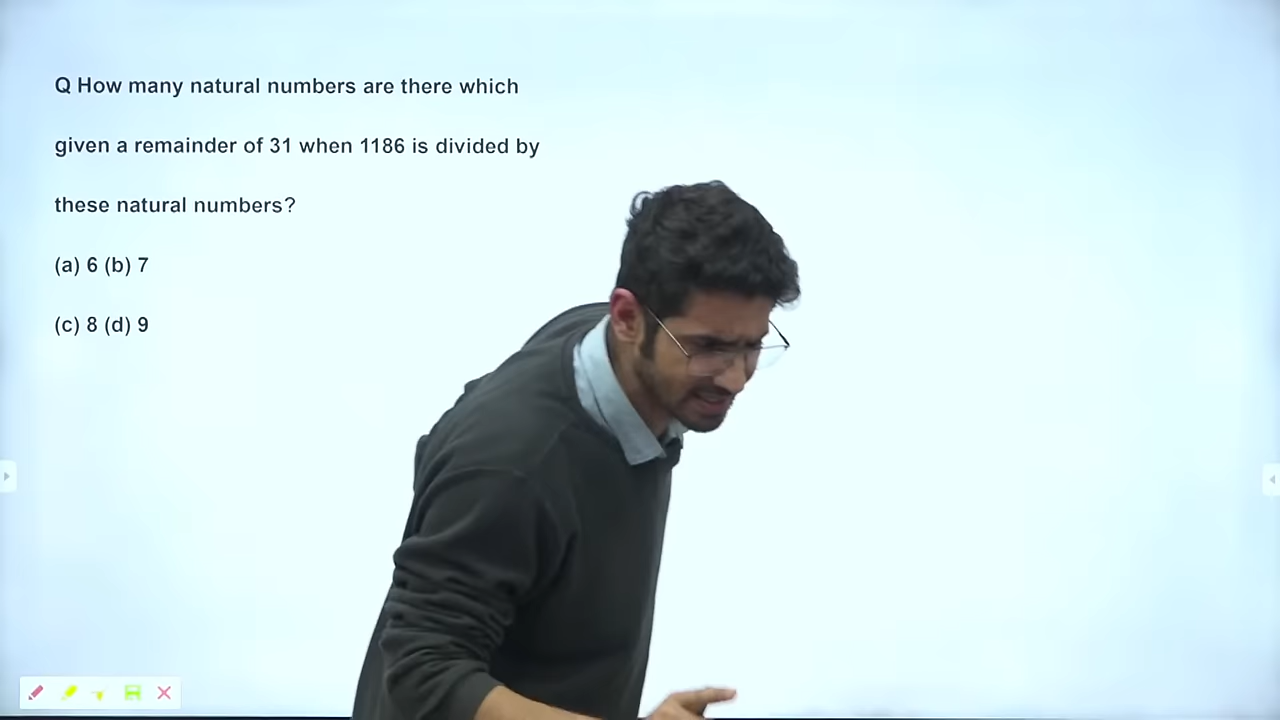 Q How many natural numbers are there which
given a remainder of 31 when 1186 is divided by
these natural numbers?
(a) 6 (b) 7
(c) 8 (d) 9